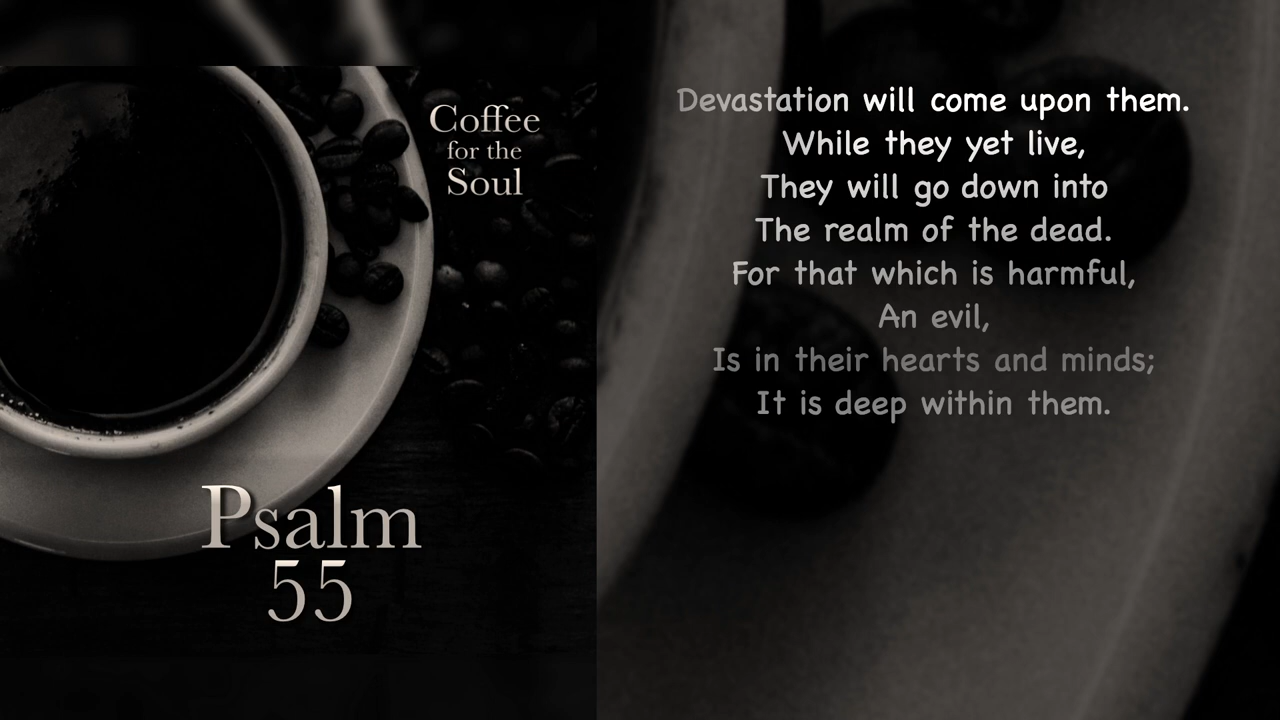 Coffee
for the
Soul
Psalm
55
Devastation will come upon them.
While they yet live,
They will go down into
The realm of the dead.
For that which is harmful,
An evil,
Is in their hearts and minds;
It is deep within them.